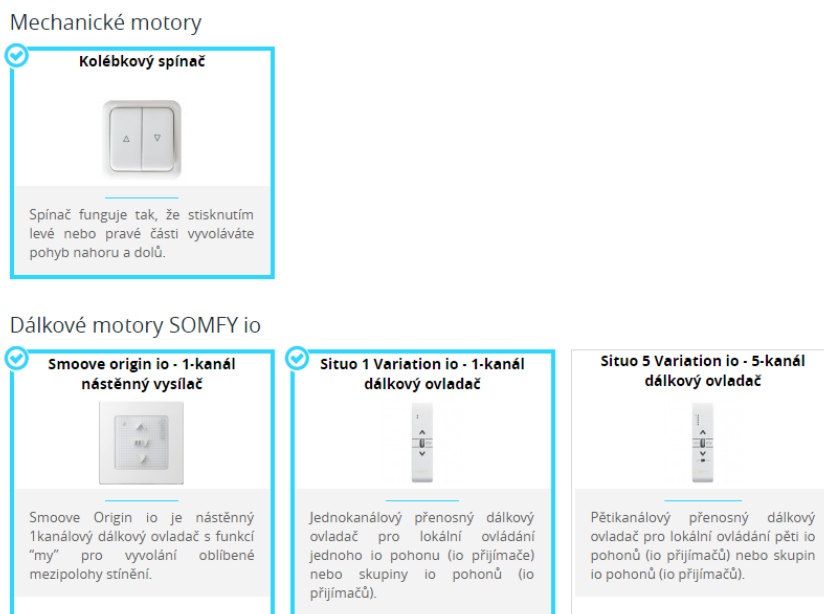 Mechanické motory
Kolébkový spínač
Spínač funguje tak, že stisknutím
levé nebo pravé části vyvoláváte
pohyb nahoru a dolů.
Dálkové motory SOMFY io
Smoove origin io - 1-kanál
nástěnný vysílač
Smoove Origin io je nástěnný
1kanálový dálkový ovladač s funkcí
“my” pro vyvolání oblíbené
mezipolohy stínění.
Situo 1 Variation io - 1-kanál
dálkový ovladač
Jednokanálový přenosný dálkový
ovladač pro lokální ovládání
jednoho io pohonu (io přijímače)
nebo skupiny io pohonů (io
přijímačů).
Situo 5 Variation io - 5-kanál
dálkový ovladač
Pětikanálový přenosný dálkový
ovladač pro lokální ovládání pěti io
pohonů (io přijímačů) nebo skupin
io pohonů (io přijímačů).